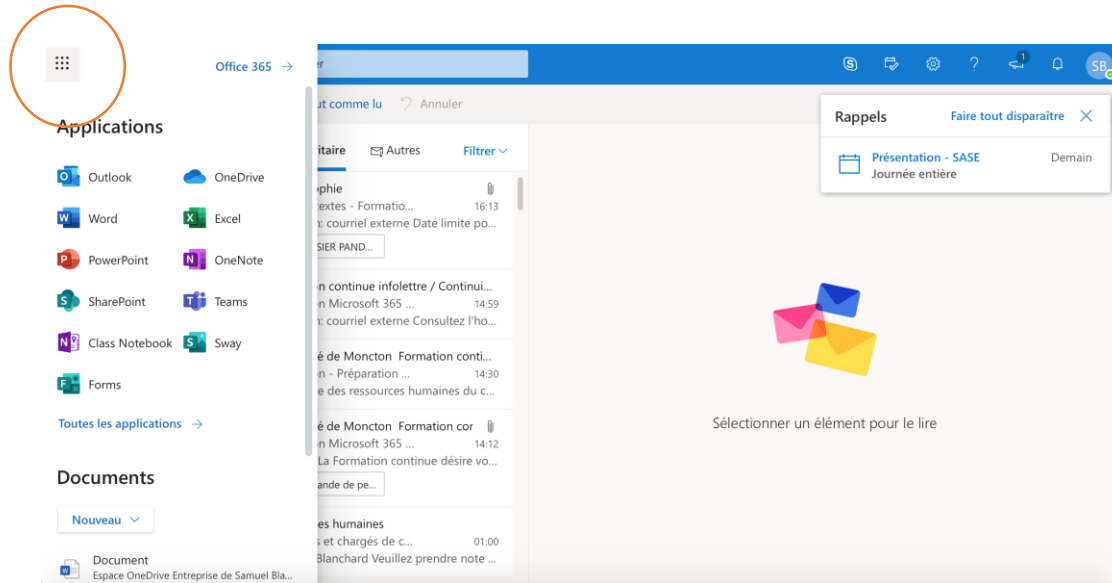 Office 365 →
er
S
?
1
SB
ut comme lu Annuler
Applications
Rappels Faire tout disparaître
itaire Autres Filtrer
Présentation - SASE Demain
Journée entière
Outlook OneDrive
Word Excel
PowerPoint OneNote
SharePoint Teams
Class Notebook Sway
Forms
Toutes les applications →
Documents
Nouveau
Document
Espace OneDrive Entreprise de Samuel Bla...
ophie
textes - Formatio... 16:13
n: courriel externe Date limite po...
SIER PAND...
n continue infolettre / Continui...
n Microsoft 365 ... 14:59
n: courriel externe Consultez l'ho...
é de Moncton Formation conti...
n - Préparation ... 14:30
e des ressources humaines du c...
é de Moncton Formation cor
n Microsoft 365 ... 14:12
La Formation continue désire vo...
ande de pe...
es humaines
s et chargés de c... 01:00
Blanchard Veuillez prendre note ...
Sélectionner un élément pour le lire